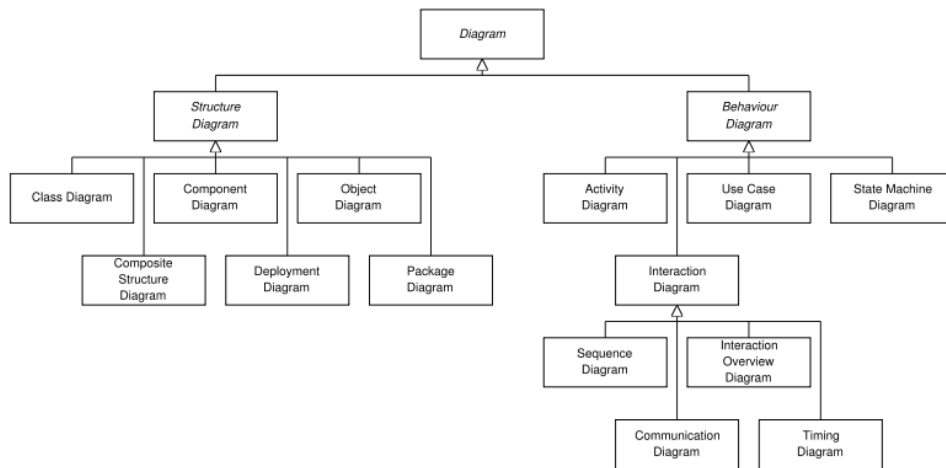 Diagram
Structure
Diagram
Behaviour
Diagram
Class Diagram
Component
Diagram
Object
Diagram
Activity
Diagram
Use Case
Diagram
State Machine
Diagram
Composite
Structure
Diagram
Deployment
Diagram
Package
Diagram
Interaction
Diagram
Sequence
Diagram
Interaction
Overview
Diagram
Communication
Diagram
Timing
Diagram